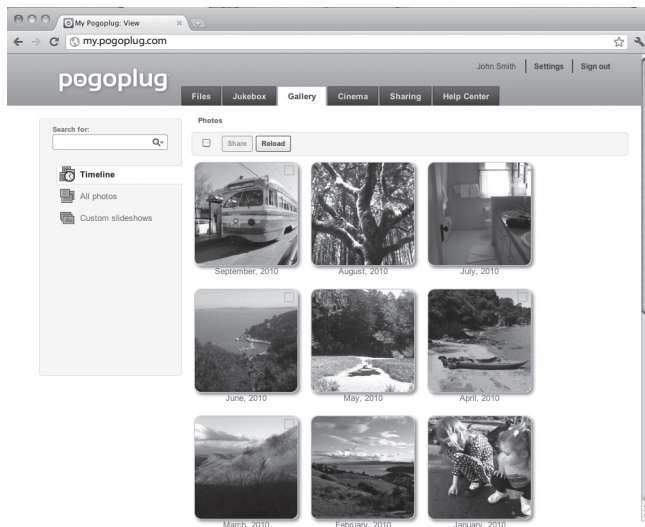 My Pogoplug: View
my.pogoplug.com
John Smith Settings Sign out
pogoplug
Files Jukebox Gallery Cinema Sharing Help Center
Search for:
Timeline
All photos
Custom slideshows
Photos
Share Reload
September, 2010 August, 2010 July, 2010
June, 2010 May, 2010 April, 2010
March, 2010 February, 2010 January, 2010